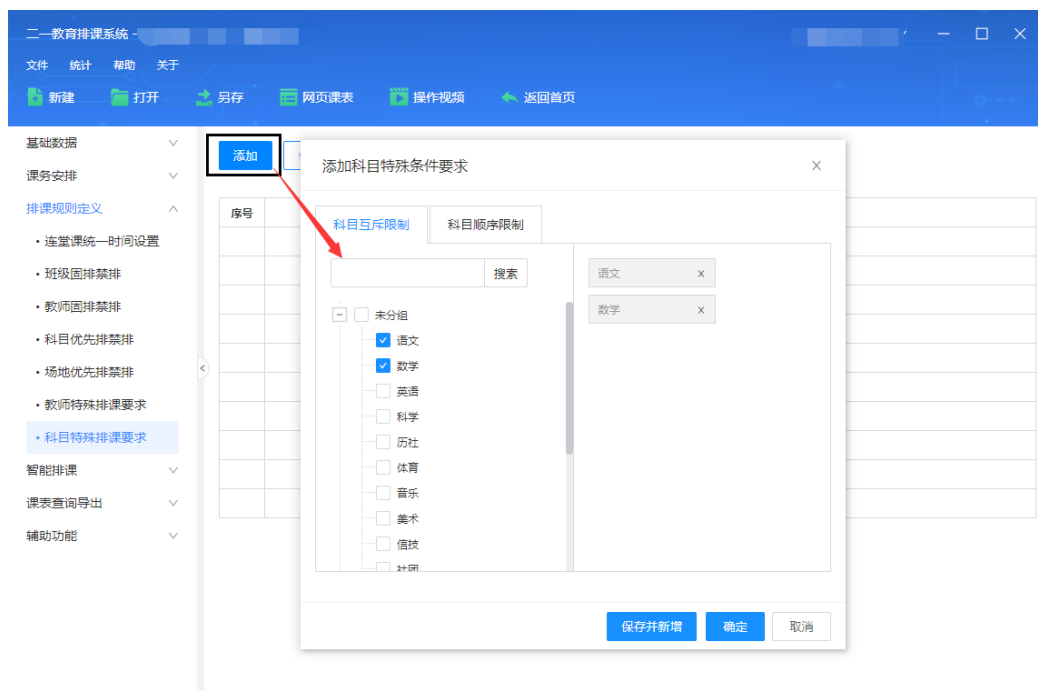 二一教育排课系统 -
文件 统计 帮助 关于
新建 打开 另存 网页课表 操作视频 返回首页
基础数据
课务安排
排课规则定义
• 连堂课统一时间设置
• 班级固排禁排
• 教师固排禁排
• 科目优先排禁排
• 场地优先排禁排
• 教师特殊排课要求
• 科目特殊排课要求
智能排课
课表查询导出
辅助功能
添加
序号
添加科目特殊条件要求
科目互斥限制 科目顺序限制
搜索
未分组
语文
数学
英语
科学
历社
体育
音乐
美术
信技
社团
语文 x
数学 x
保存并新增 确定 取消